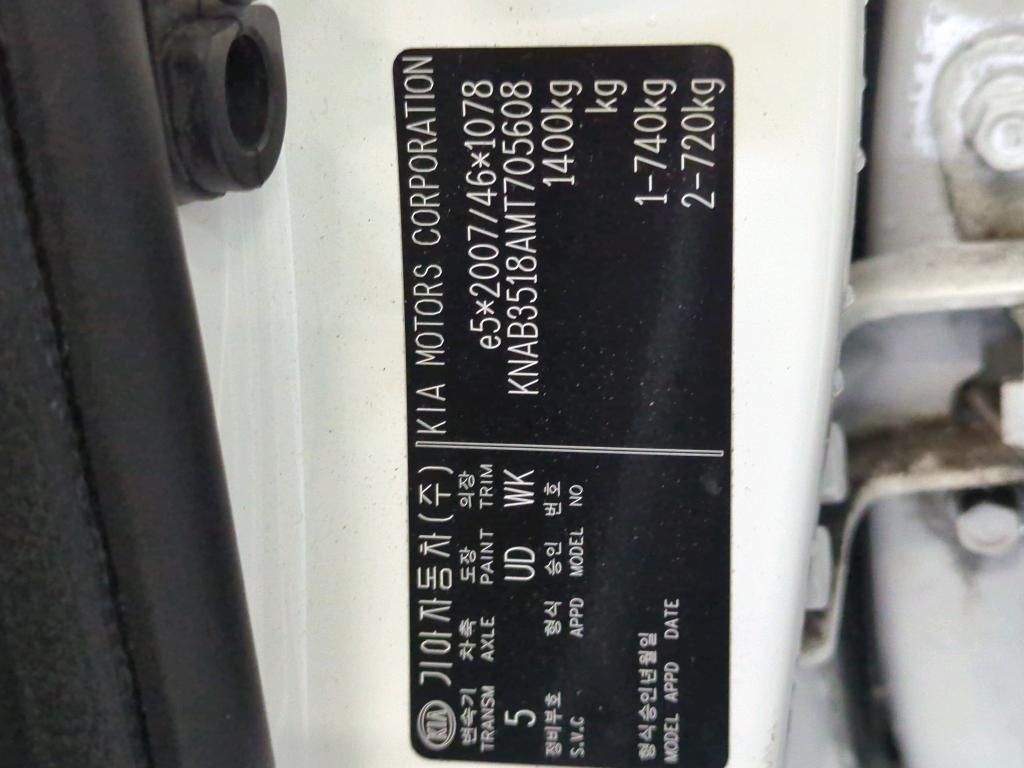 KIA 기아자동차(주) KIA MOTORS CORPORATION
변속기 차축 도장 의장
TRANSM AXLE PAINT TRIM
e5*2007/46*1078
5 UD WK
KNAB3518AMT705608
정비부호 형식 승인 번호
S.V.C APPD MODEL NO
1400kg
kg
형식승인년월일
MODEL APPD DATE
1-740kg
2-720kg